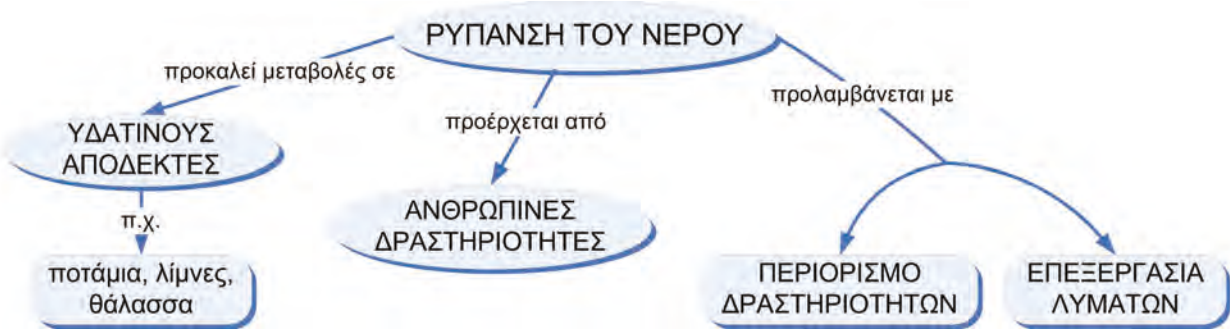 ΡΥΠΑΝΣΗ ΤΟΥ ΝΕΡΟΥ
προκαλεί μεταβολές σε
προέρχεται από
προλαμβάνεται με
ΥΔΑΤΙΝΟΥΣ
ΑΠΟΔΕΚΤΕΣ
π.χ.
ποτάμια, λίμνες,
θάλασσα
ΑΝΘΡΩΠΙΝΕΣ
ΔΡΑΣΤΗΡΙΟΤΗΤΕΣ
ΠΕΡΙΟΡΙΣΜΟ
ΔΡΑΣΤΗΡΙΟΤΗΤΩΝ
ΕΠΕΞΕΡΓΑΣΙΑ
ΛΥΜΑΤΩΝ